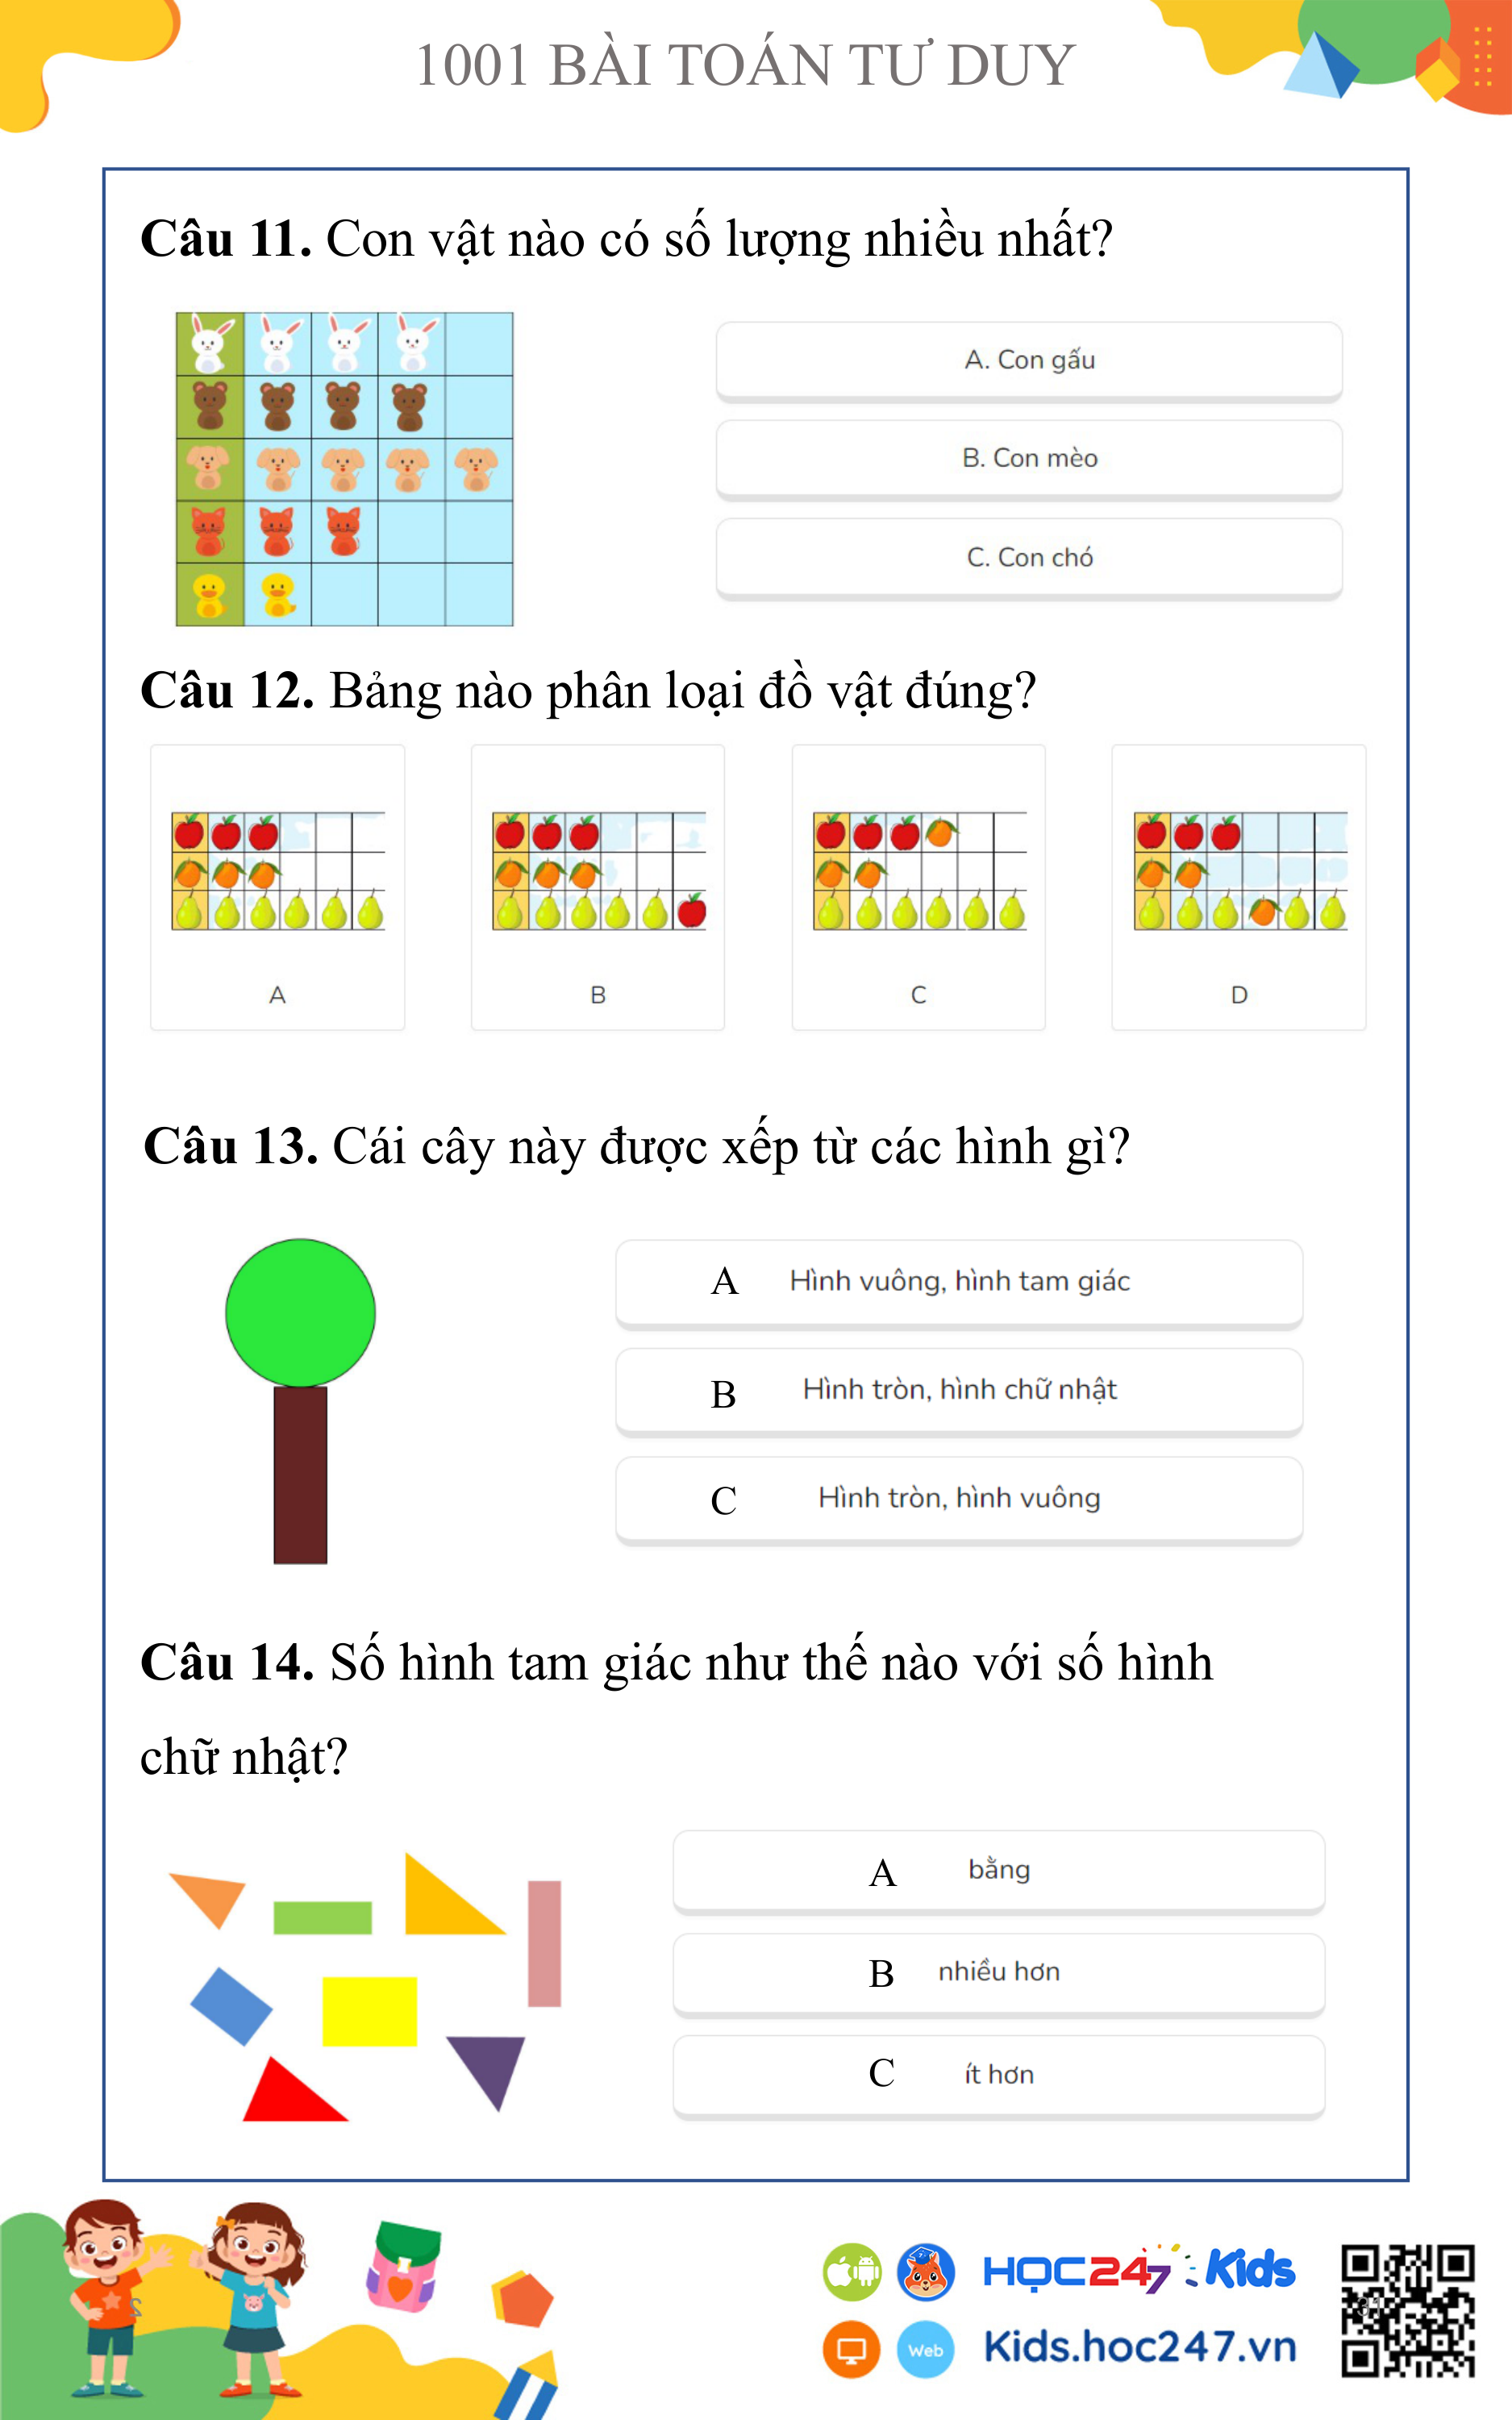 1001 BÀI TOÁN TƯ DUY
Câu 11. Con vật nào có số lượng nhiều nhất?
A. Con gấu
B. Con mèo
C. Con chó
Câu 12. Bảng nào phân loại đồ vật đúng?
A
B
C
D
Câu 13. Cái cây này được xếp từ các hình gì?
A Hình vuông, hình tam giác
B Hình tròn, hình chữ nhật
C Hình tròn, hình vuông
Câu 14. Số hình tam giác như thế nào với số hình
chữ nhật?
A bằng
B nhiều hơn
C ít hơn
HỌC247 Kids
Web Kids.hoc247.vn